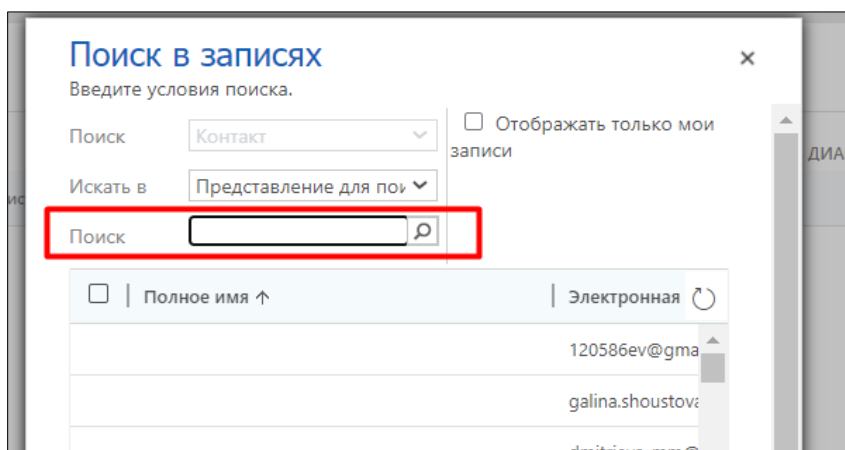 Поиск в записях
Введите условия поиска.
Поиск Контакт
Отображать только мои
записи
ДИА
Искать в Представление для пои
ис
Поиск
Полное имя Электронная
120586ev@gma
galina.shoustova